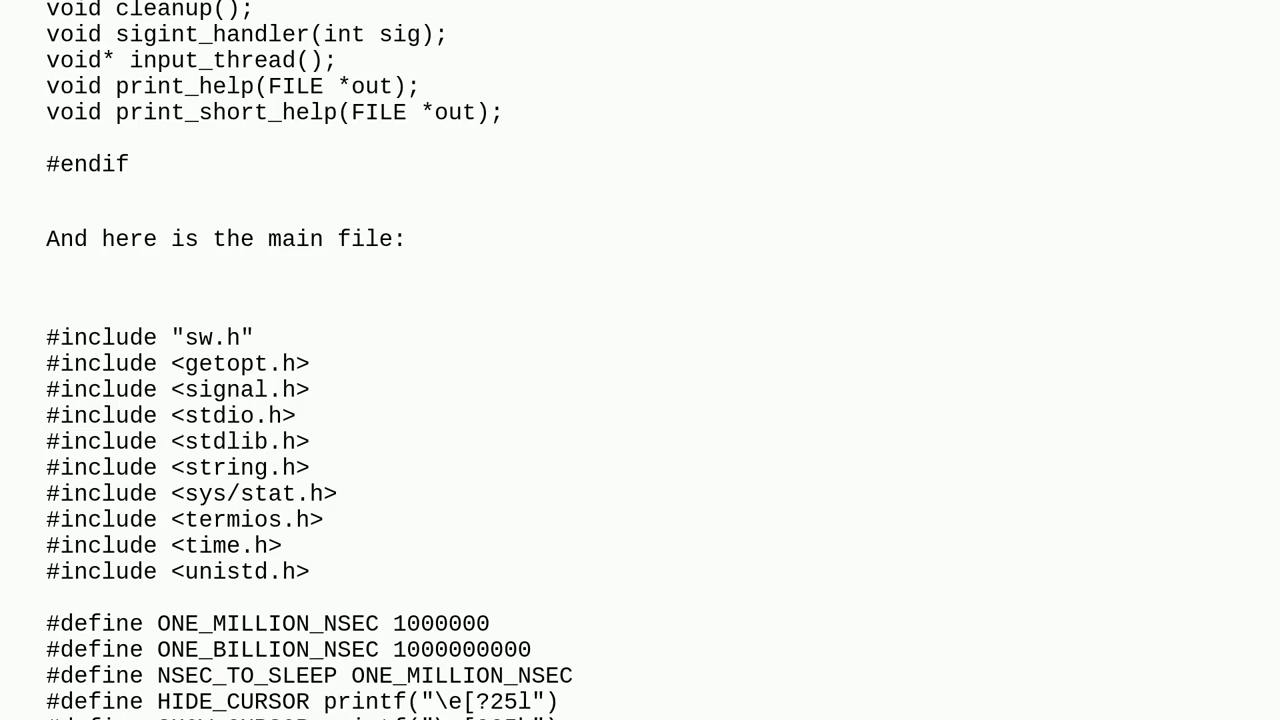 void cleanup();
void sigint_handler(int sig);
void* input_thread();
void print_help(FILE *out);
void print_short_help(FILE *out);
#endif
And here is the main file:
#include "sw.h"
#include <getopt.h>
#include <signal.h>
#include <stdio.h>
#include <stdlib.h>
#include <string.h>
#include <sys/stat.h>
#include <termios.h>
#include <time.h>
#include <unistd.h>
#define ONE_MILLION_NSEC 1000000
#define ONE_BILLION_NSEC 1000000000
#define NSEC_TO_SLEEP ONE_MILLION_NSEC
#define HIDE_CURSOR printf("\e[?25l")